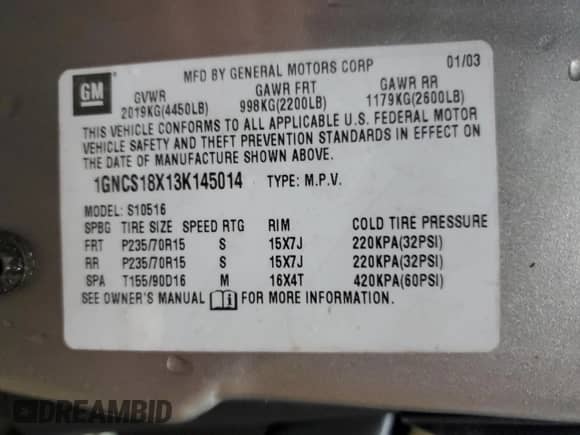 GM
MFD BY GENERAL MOTORS CORP 01/03
GVWR GAWR FRT GAWR RR
2019KG(4450LB) 998KG(2200LB) 1179KG(2600LB)
THIS VEHICLE CONFORMS TO ALL APPLICABLE U.S. FEDERAL MOTOR
VEHICLE SAFETY AND THEFT PREVENTION STANDARDS IN EFFECT ON
THE DATE OF MANUFACTURE SHOWN ABOVE.
1GNCS18X13K145014 TYPE: M.P.V.
MODEL: S10516
SPBG TIRE SIZE SPEED RTG RIM COLD TIRE PRESSURE
FRT P235/70R15 S 15X7J 220KPA(32PSI)
RR P235/70R15 S 15X7J 220KPA(32PSI)
SPA T155/90D16 M 16X4T 420KPA(60PSI)
SEE OWNER'S MANUAL FOR MORE INFORMATION.
DREAMBID